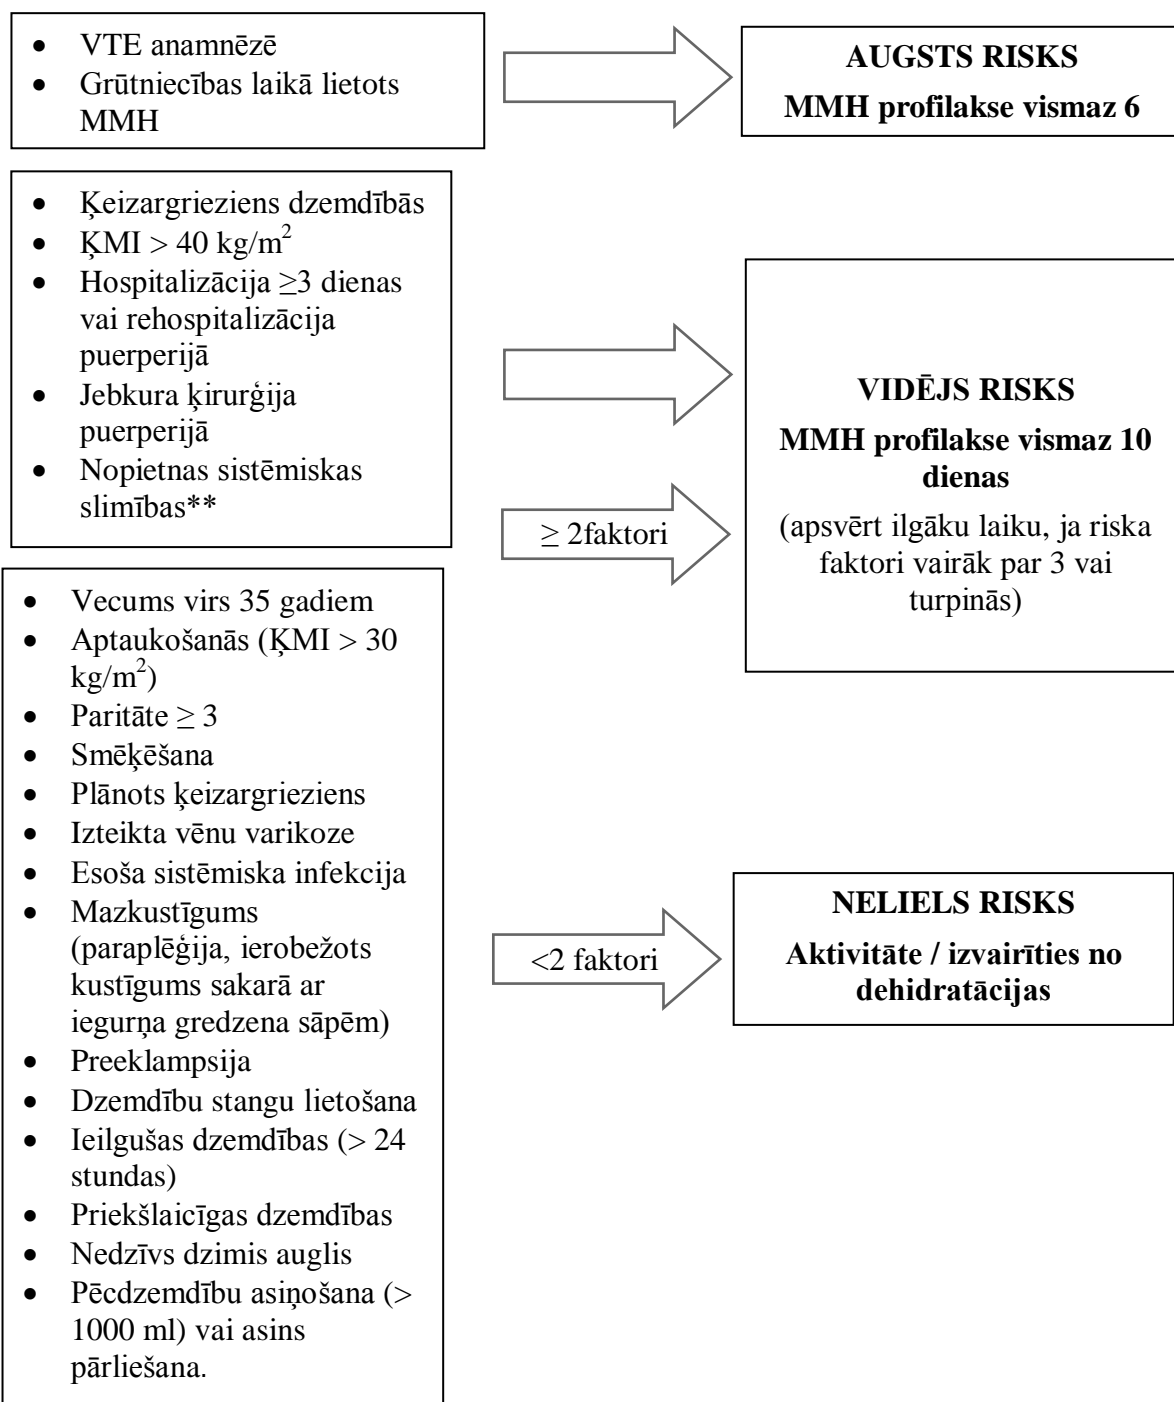 • VTE anamnēzē
• Grūtniecības laikā lietots
MMH
AUGSTS RISKS
MMH profilakse vismaz 6
• Ķeizargrieziens dzemdībās
• ĶMI > 40 kg/m²
• Hospitalizācija ≥3 dienas
vai rehospitalizācija
puerperijā
• Jebkura ķirurģija
puerperijā
• Nopietnas sistēmiskas
slimības**
VIDĒJS RISKS
MMH profilakse vismaz 10
dienas
(apsvērt ilgāku laiku, ja riska
faktori vairāk par 3 vai
turpinās)
≥ 2faktori
• Vecums virs 35 gadiem
• Aptaukošanās (ĶMI > 30
kg/m²)
• Paritāte ≥ 3
• Smēķēšana
• Plānots ķeizargrieziens
• Izteikta vēnu varikoze
• Esoša sistēmiska infekcija
• Mazkustīgums
(paraplēģija, ierobežots
kustīgums sakarā ar
iegurņa gredzena sāpēm)
• Preeklampsija
• Dzemdību stangu lietošana
• Ieilgušas dzemdības (> 24
stundas)
• Priekšlaicīgas dzemdības
• Nedzīvs dzimis auglis
• Pēcdzemdību asiņošana (>
1000 ml) vai asins
pārliešana.
<2 faktori
NELIELS RISKS
Aktivitāte / izvairīties no
dehidratācijas